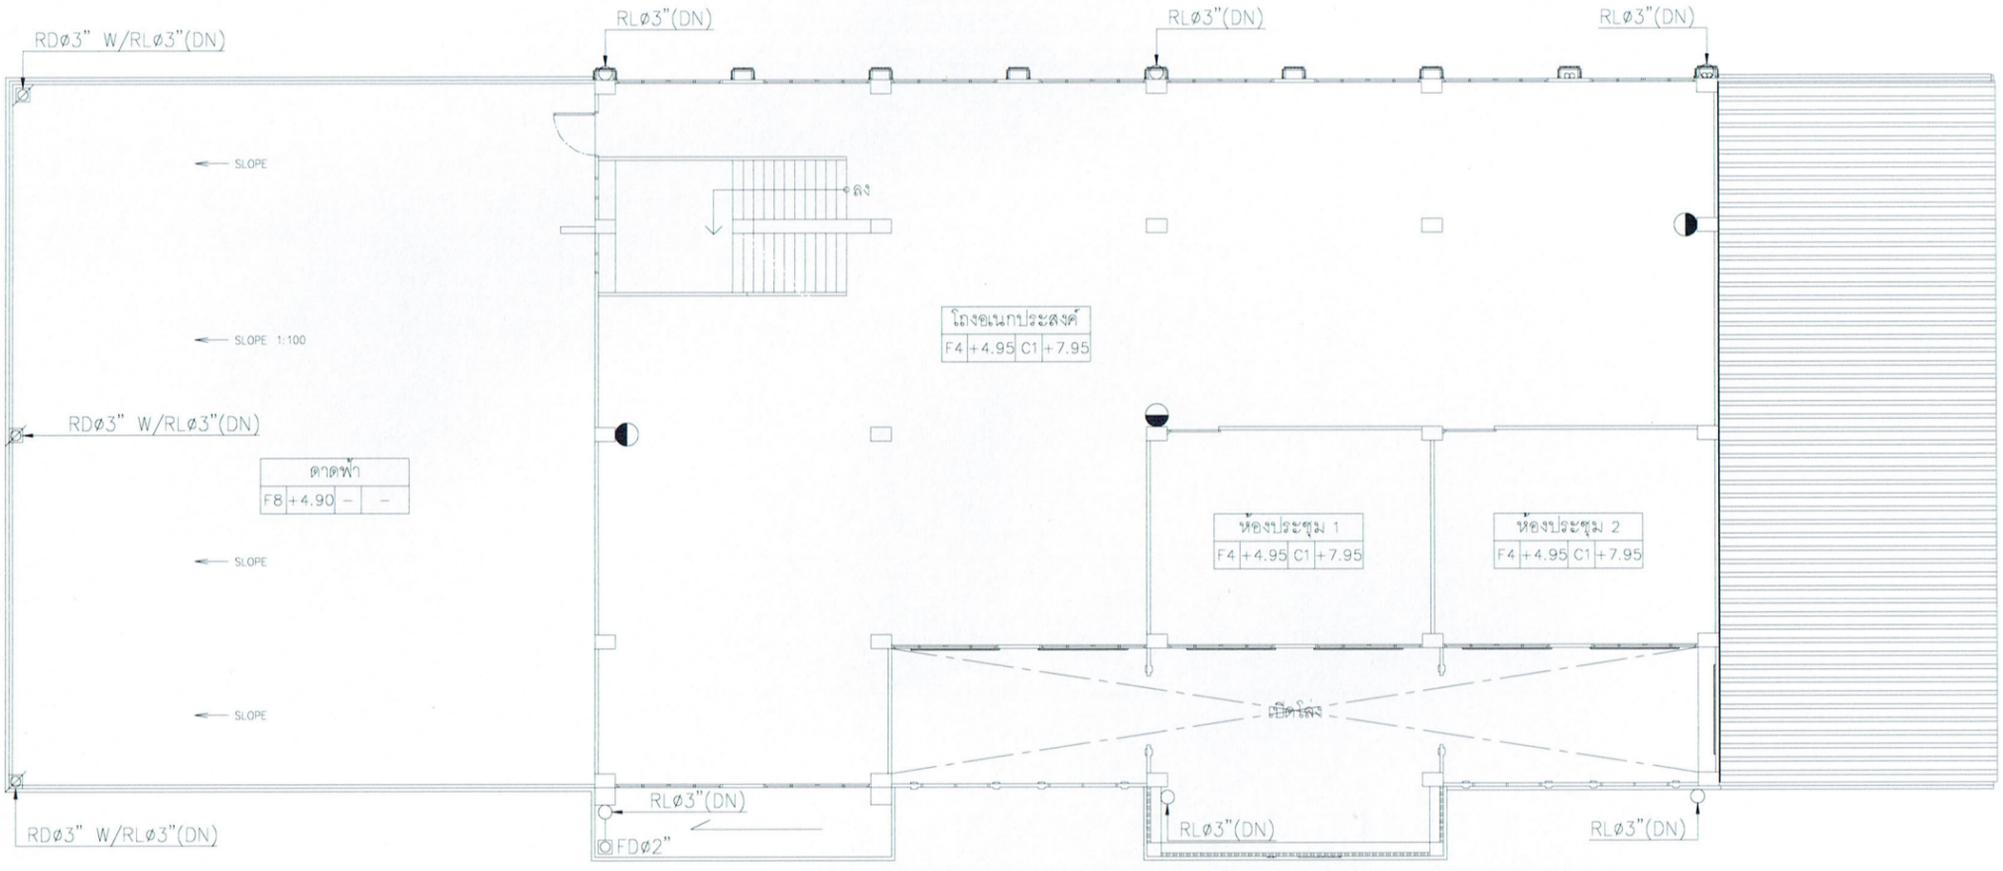 RLø3"(DN)
RLø3"(DN)
RLø3"(DN)
RDø3" W/RLø3"(DN)
SLOPE
ลง
โถงอเนกประสงค์
F4 +4.95 C1 +7.95
SLOPE 1:100
RDø3" W/RLø3"(DN)
ดาดฟ้า
F8 +4.90 - -
ห้องประชุม 1
F4 +4.95 C1 +7.95
ห้องประชุม 2
F4 +4.95 C1 +7.95
SLOPE
SLOPE
เปิดโล่ง
RLø3"(DN)
RDø3" W/RLø3"(DN)
FDø2"
RLø3"(DN)
RLø3"(DN)